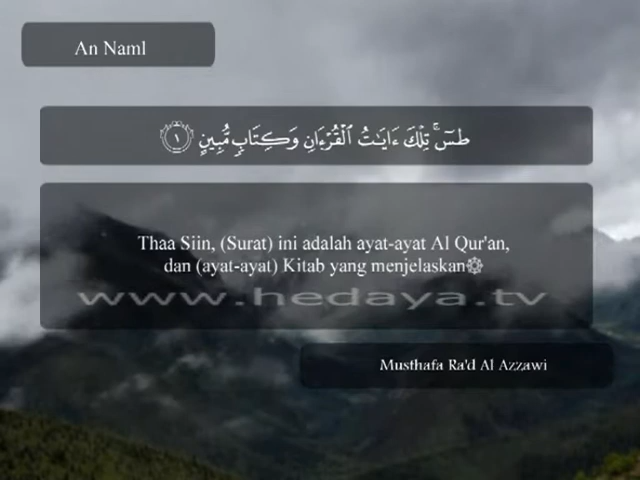 An Naml
طسٓ ۚ تِلْكَ ءَايَـٰتُ ٱلْقُرْءَانِ وَكِتَابٍ مُّبِينٍ ١
Thaa Siin, (Surat) ini adalah ayat-ayat Al Qur'an,
dan (ayat-ayat) Kitab yang menjelaskan
www.hedaya.tv
Musthafa Ra'd Al Azzawi